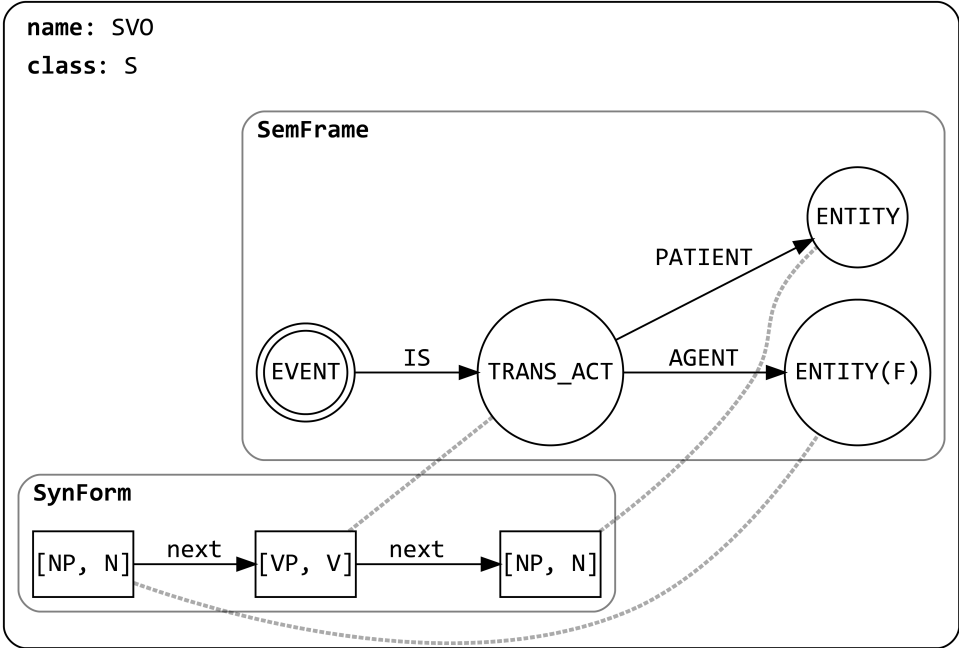 name: SVO
class: S
SemFrame
ENTITY
PATIENT
EVENT
IS
TRANS_ACT
AGENT
ENTITY(F)
SynForm
[NP, N]
next
[VP, V]
next
[NP, N]